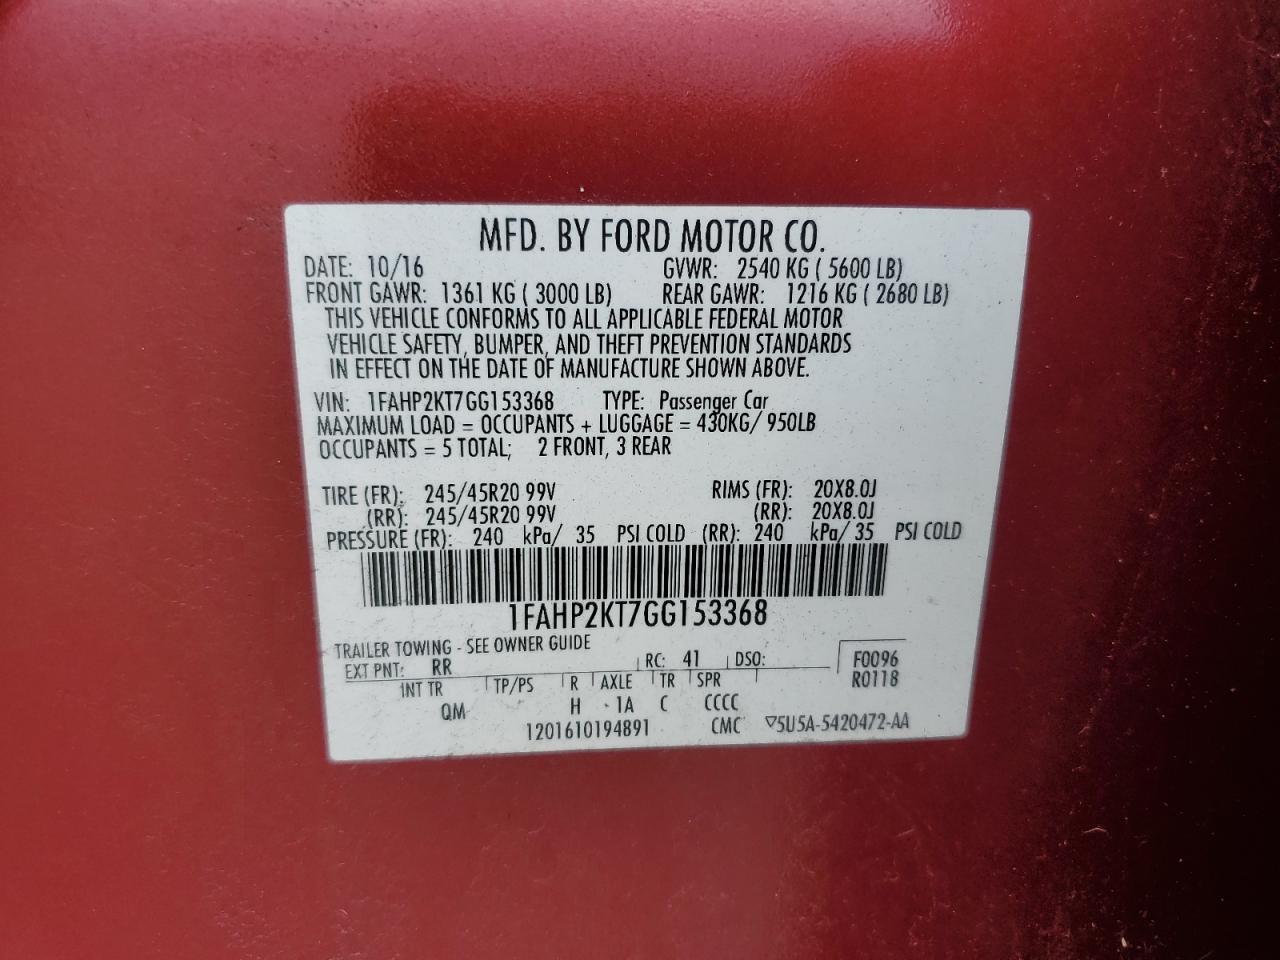 MFD. BY FORD MOTOR CO.
DATE: 10/16 GVWR: 2540 KG ( 5600 LB)
FRONT GAWR: 1361 KG ( 3000 LB) REAR GAWR: 1216 KG ( 2680 LB)
THIS VEHICLE CONFORMS TO ALL APPLICABLE FEDERAL MOTOR
VEHICLE SAFETY, BUMPER, AND THEFT PREVENTION STANDARDS
IN EFFECT ON THE DATE OF MANUFACTURE SHOWN ABOVE.
VIN: 1FAHP2KT7GG153368 TYPE: Passenger Car
MAXIMUM LOAD = OCCUPANTS + LUGGAGE = 430KG/ 950LB
OCCUPANTS = 5 TOTAL; 2 FRONT, 3 REAR
TIRE (FR): 245/45R20 99V RIMS (FR): 20X8.0J
(RR): 245/45R20 99V (RR): 20X8.0J
PRESSURE (FR): 240 kPa/ 35 PSI COLD (RR): 240 kPa/ 35 PSI COLD
1FAHP2KT7GG153368
TRAILER TOWING - SEE OWNER GUIDE
EXT PNT: RR RC: 41 DSO: F0096
INT TR TP/PS R AXLE TR SPR R0118
QM H 1A C CCCC
1201610194891 CMC ▽5U5A-5420472-AA